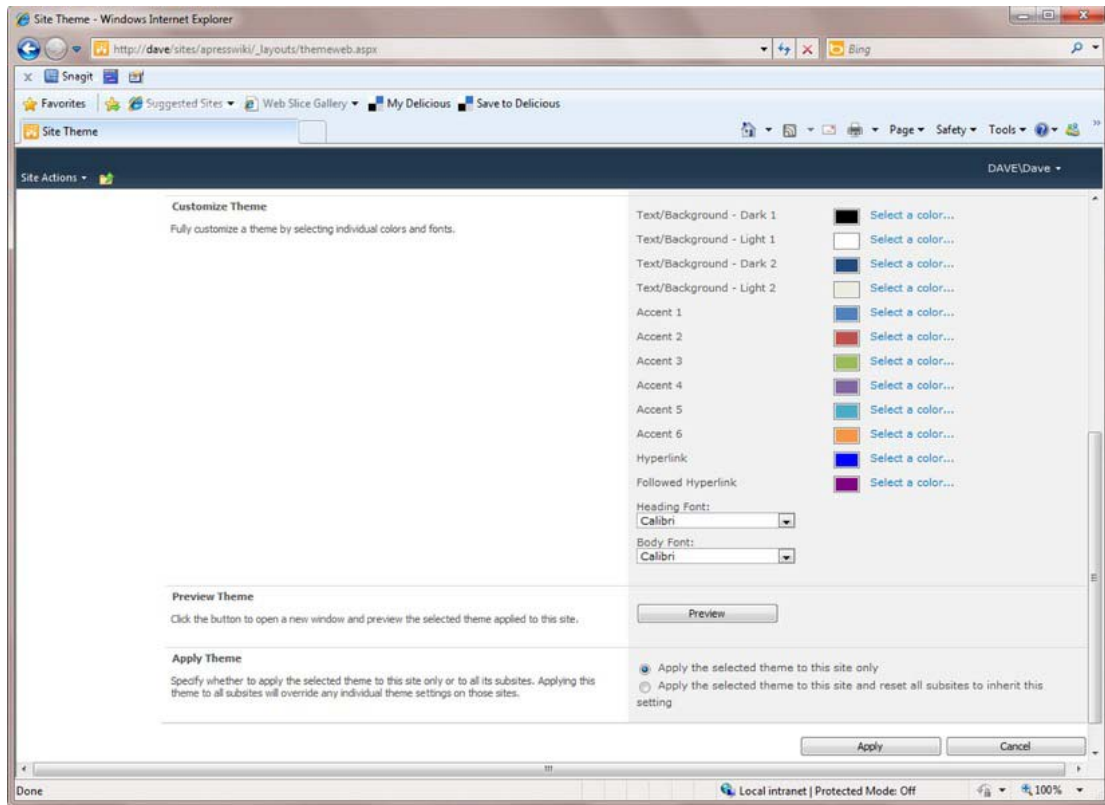 Site Theme - Windows Internet Explorer
http://dave/sites/apresswiki/_layouts/themeweb.aspx
Bing
x Snagit
Favorites Suggested Sites Web Slice Gallery My Delicious Save to Delicious
Site Theme
Page Safety Tools
DAVE\Dave
Site Actions
Customize Theme
Fully customize a theme by selecting individual colors and fonts.
Text/Background - Dark 1 Select a color...
Text/Background - Light 1 Select a color...
Text/Background - Dark 2 Select a color...
Text/Background - Light 2 Select a color...
Accent 1 Select a color...
Accent 2 Select a color...
Accent 3 Select a color...
Accent 4 Select a color...
Accent 5 Select a color...
Accent 6 Select a color...
Hyperlink Select a color...
Followed Hyperlink Select a color...
Heading Font:
Calibri
Body Font:
Calibri
Preview Theme
Click the button to open a new window and preview the selected theme applied to this site.
Preview
Apply Theme
Specify whether to apply the selected theme to this site only or to all its subsites. Applying this
theme to all subsites will override any individual theme settings on those sites.
Apply the selected theme to this site only
Apply the selected theme to this site and reset all subsites to inherit this
setting
Apply Cancel
Done Local intranet | Protected Mode: Off 100%